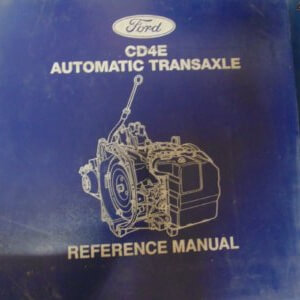 Ford
CD4E
AUTOMATIC TRANSAXLE
REFERENCE MANUAL